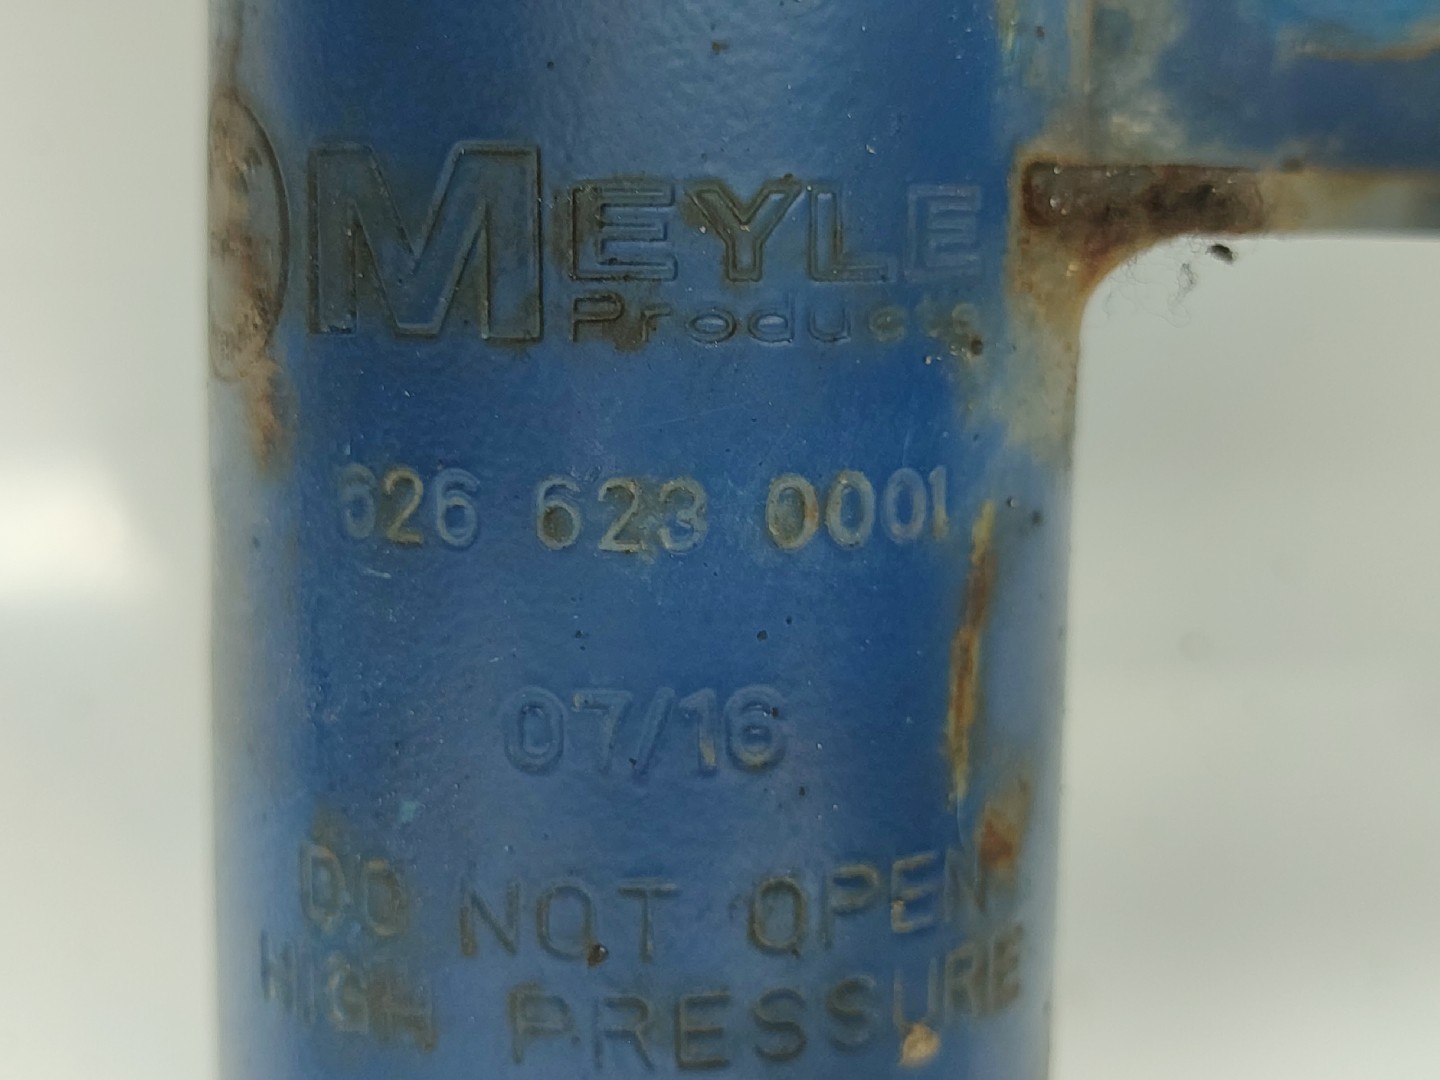 MEYLE
Products
626 623 0001
07/16
DO NOT OPEN
HIGH PRESSURE